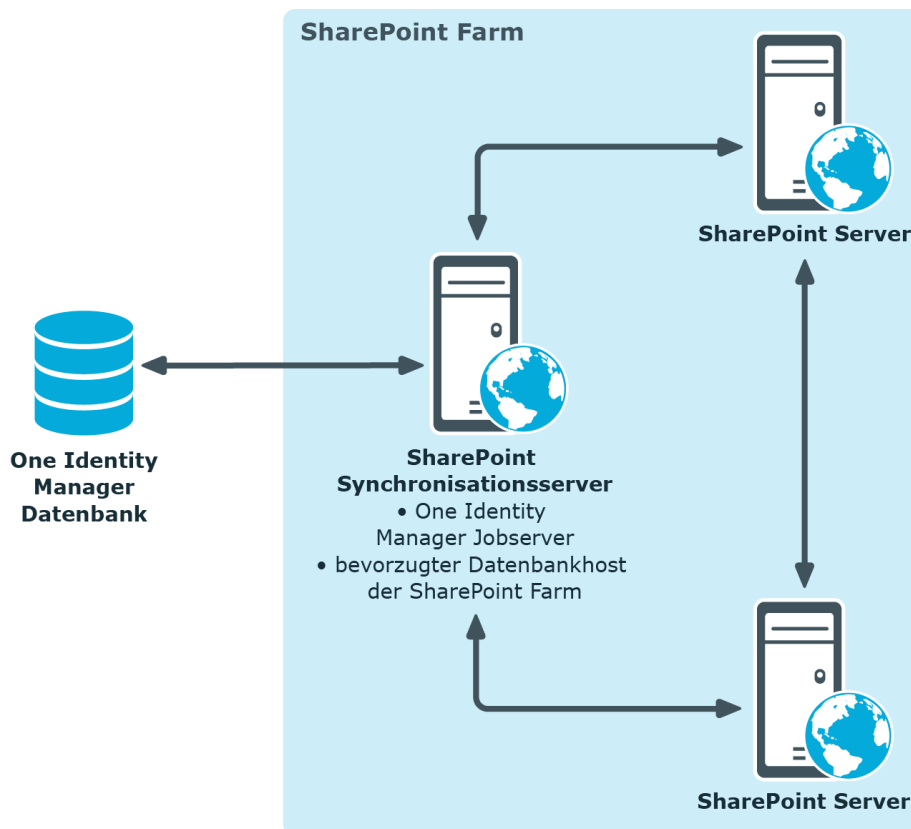 SharePoint Farm
SharePoint Server
One Identity
Manager
Datenbank
SharePoint
Synchronisationsserver
• One Identity
Manager Jobserver
• bevorzugter Datenbankhost
der SharePoint Farm
SharePoint Server